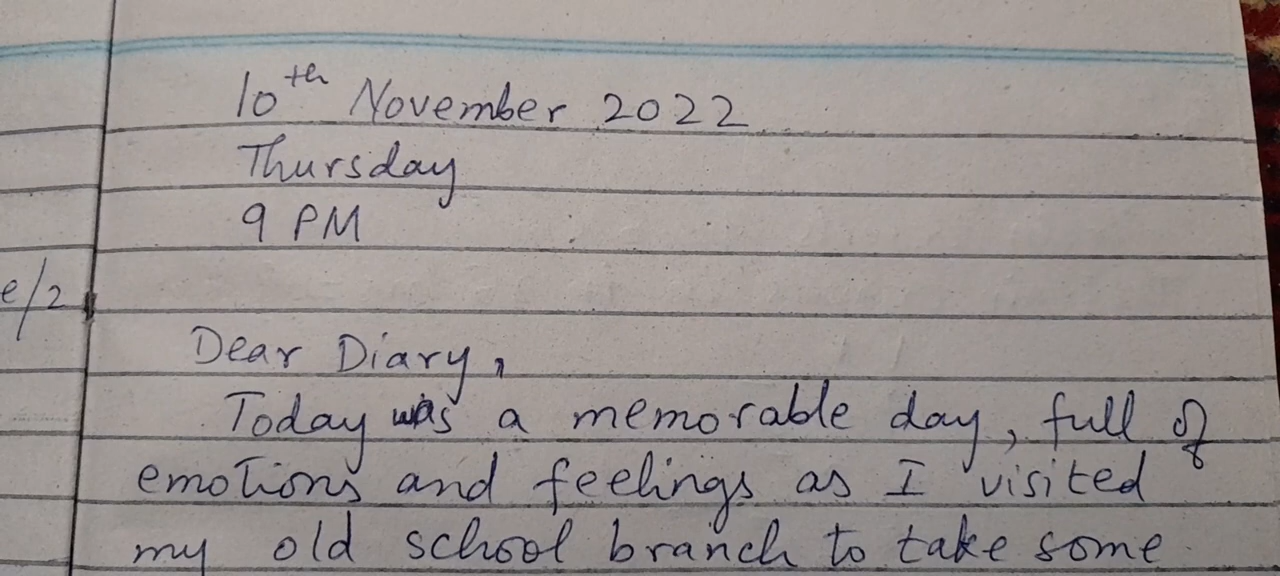 10th November 2022
Thursday
9 PM
e/2
Dear Diary,
Today was a memorable day, full of
emotions and feelings as I visited
my old school branch to take some